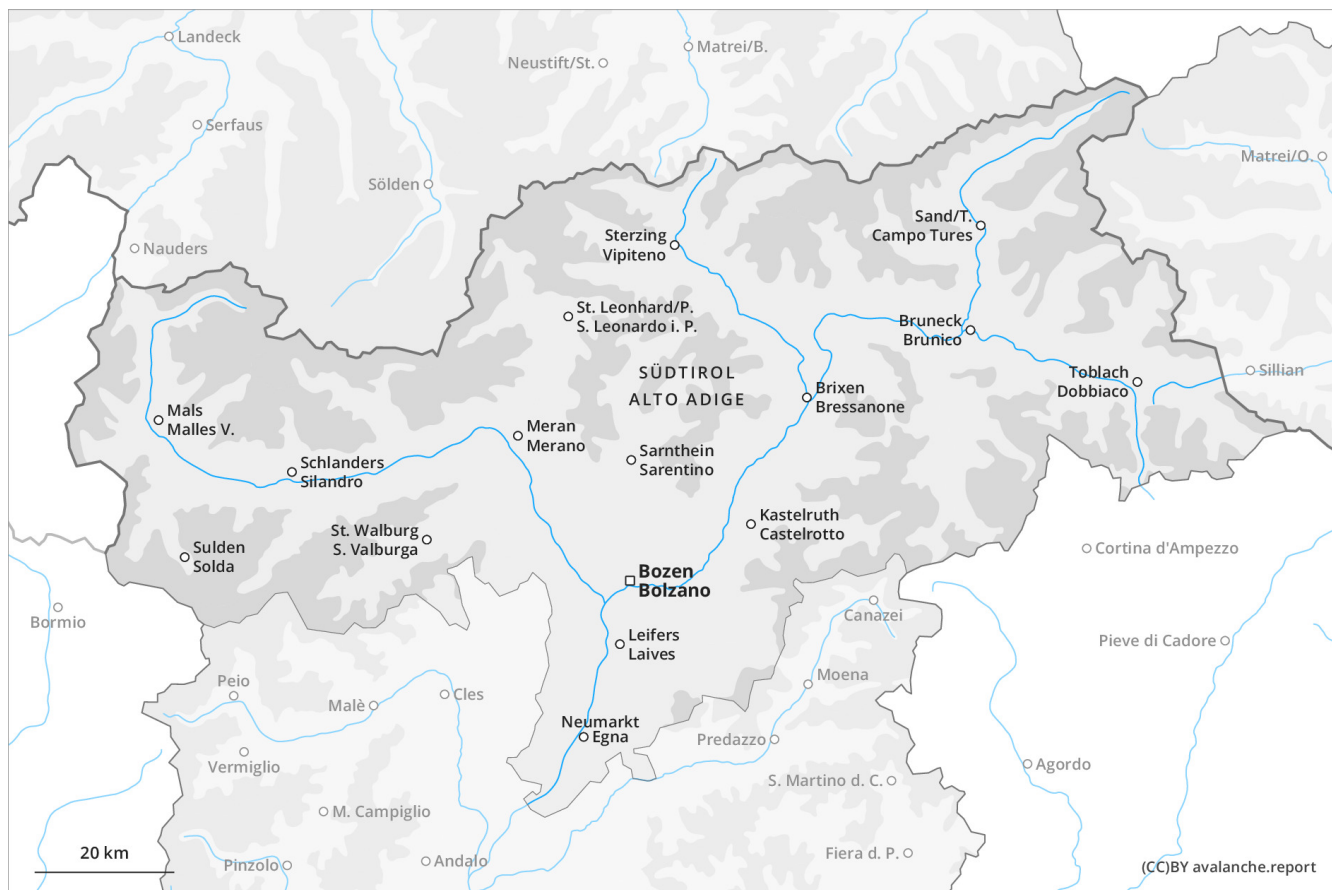 Landeck
Matrei/B.
Neustift/St.
Serfaus
Matrei/O.
Sölden
Sand/T.
Campo Tures
Nauders
Sterzing
Vipiteno
St. Leonhard/P.
S. Leonardo i. P.
Bruneck
Brunico
SÜDTIROL
ALTO ADIGE
Toblach
Dobbiaco
Sillian
Brixen
Bressanone
Mals
Malles V.
Meran
Merano
Schlanders
Silandro
Sarnthein
Sarentino
Kastelruth
Castelrotto
St. Walburg
S. Valburga
Sulden
Solda
Cortina d'Ampezzo
Bozen
Bolzano
Bormio
Canazei
Leifers
Laives
Pieve di Cadore
Peio
Moena
Malè
Cles
Neumarkt
Egna
Predazzo
Vermiglio
Agordo
S. Martino d. C.
M. Campiglio
20 km
Pinzolo
Andalo
Fiera d. P.
(CC)BY avalanche.report